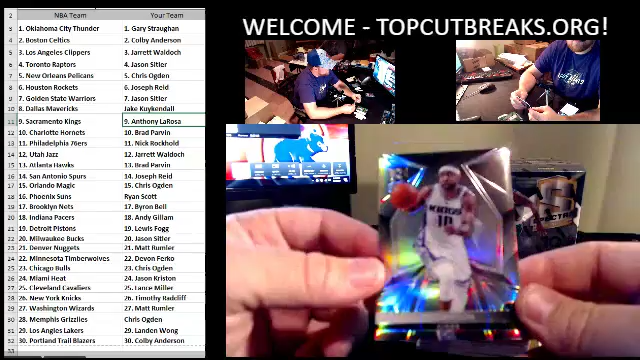 WELCOME - TOPCUTBREAKS.ORG!
NBA Team Your Team
1. Oklahoma City Thunder 1. Gary Straughan
2. Boston Celtics 2. Colby Anderson
3. Los Angeles Clippers 3. Jarrett Waldoch
4. Toronto Raptors 4. Jason Sitler
5. New Orleans Pelicans 5. Chris Ogden
6. Houston Rockets 6. Joseph Reid
7. Golden State Warriors 7. Jason Sitler
8. Dallas Mavericks Jake Kuykendall
9. Sacramento Kings 9. Anthony LaRosa
10. Charlotte Hornets 10. Brad Parvin
11. Philadelphia 76ers 11. Nick Rockhold
12. Utah Jazz 12. Jarrett Waldoch
13. Atlanta Hawks 13. Brad Parvin
14. San Antonio Spurs 14. Joseph Reid
15. Orlando Magic 15. Chris Ogden
16. Phoenix Suns Ryan Scott
17. Brooklyn Nets 17. Byron Bell
18. Indiana Pacers 18. Andy Gillam
19. Detroit Pistons 19. Lewis Fogg
20. Milwaukee Bucks 20. Jason Sitler
21. Denver Nuggets 21. Matt Rumler
22. Minnesota Timberwolves 22. Devon Ferko
23. Chicago Bulls 23. Chris Ogden
24. Miami Heat 24. Jason Kriston
25. Cleveland Cavaliers 25. Lance Miller
26. New York Knicks 26. Timothy Radcliff
27. Washington Wizards 27. Matt Rumler
28. Memphis Grizzlies Chris Ogden
29. Los Angles Lakers 29. Landen Wong
30. Portland Trail Blazers 30. Colby Anderson
KINGS